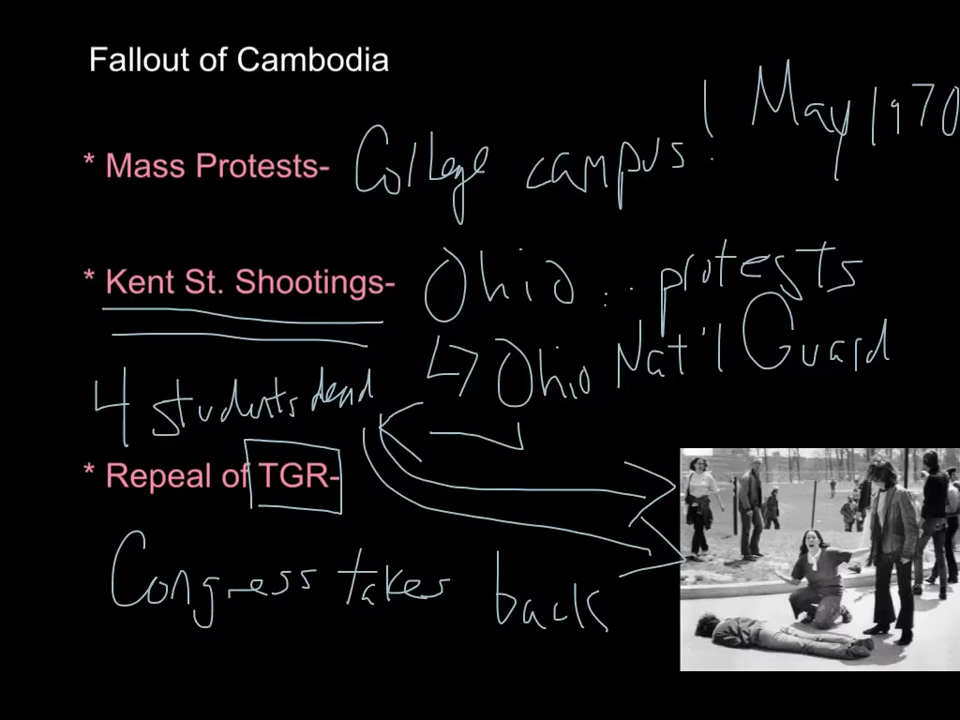 Fallout of Cambodia
May 1970
* Mass Protests- College campus!
* Kent St. Shootings- Ohio... protests
↳ Ohio Nat'l Guard
4 students dead
* Repeal of TGR-
Congress takes back